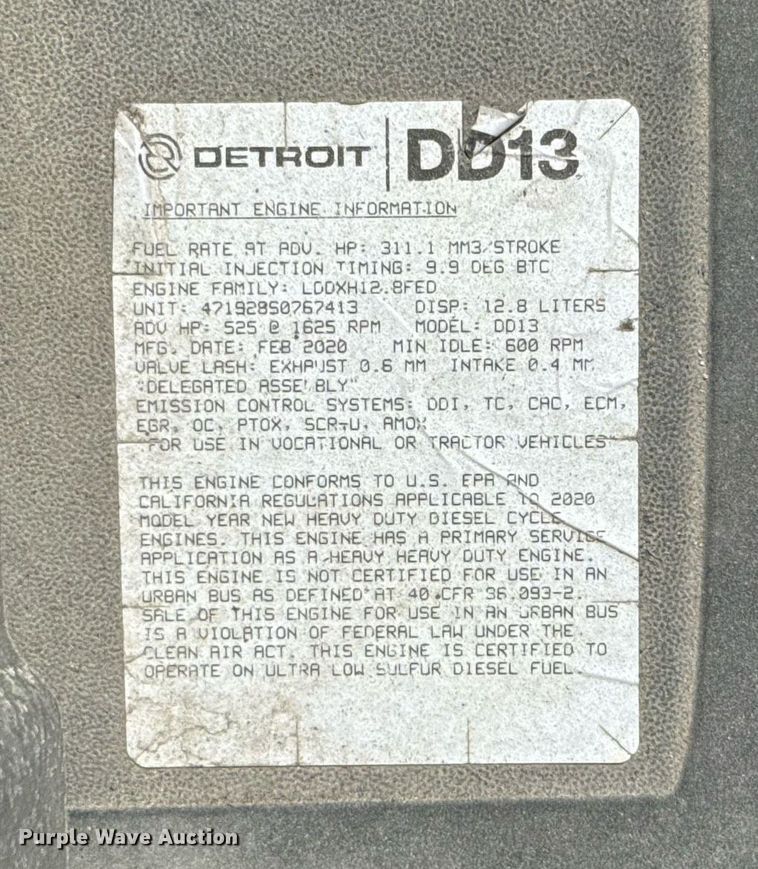 DETROIT DD13
IMPORTANT ENGINE INFORMATION
FUEL RATE AT ADV. HP: 311.1 MM3/STROKE
INITIAL INJECTION TIMING: 9.9 DEG BTC
ENGINE FAMILY: LDDXH12.8FED
UNIT: 471928S0767413 DISP: 12.8 LITERS
ADV HP: 525 @ 1625 RPM MODEL: DD13
MFG. DATE: FEB 2020 MIN IDLE: 600 RPM
VALVE LASH: EXHAUST 0.6 MM INTAKE 0.4 MM
"DELEGATED ASSEMBLY"
EMISSION CONTROL SYSTEMS: DDI, TC, CAC, ECM,
EGR, OC, PTOX, SCR-U, AMOX
"FOR USE IN VOCATIONAL OR TRACTOR VEHICLES"
THIS ENGINE CONFORMS TO U.S. EPA AND
CALIFORNIA REGULATIONS APPLICABLE TO 2020
MODEL YEAR NEW HEAVY DUTY DIESEL CYCLE
ENGINES. THIS ENGINE HAS A PRIMARY SERVICE
APPLICATION AS A HEAVY HEAVY DUTY ENGINE.
THIS ENGINE IS NOT CERTIFIED FOR USE IN AN
URBAN BUS AS DEFINED AT 40 CFR 86.093-2.
SALE OF THIS ENGINE FOR USE IN AN URBAN BUS
IS A VIOLATION OF FEDERAL LAW UNDER THE
CLEAN AIR ACT. THIS ENGINE IS CERTIFIED TO
OPERATE ON ULTRA LOW SULFUR DIESEL FUEL.
Purple Wave Auction